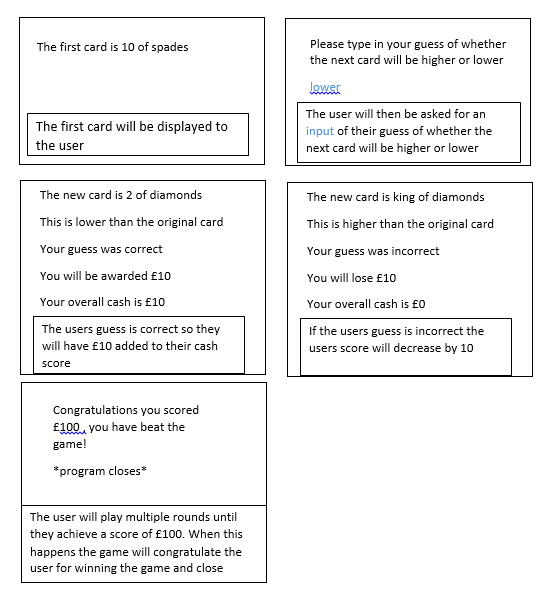 The first card is 10 of spades
The first card will be displayed to
the user
Please type in your guess of whether
the next card will be higher or lower
lower
The user will then be asked for an
input of their guess of whether the
next card will be higher or lower
The new card is 2 of diamonds
This is lower than the original card
Your guess was correct
You will be awarded £10
Your overall cash is £10
The users guess is correct so they
will have £10 added to their cash
score
The new card is king of diamonds
This is higher than the original card
Your guess was incorrect
You will lose £10
Your overall cash is £0
If the users guess is incorrect the
users score will decrease by 10
Congratulations you scored
£100 , you have beat the
game!
*program closes*
The user will play multiple rounds until
they achieve a score of £100. When this
happens the game will congratulate the
user for winning the game and close